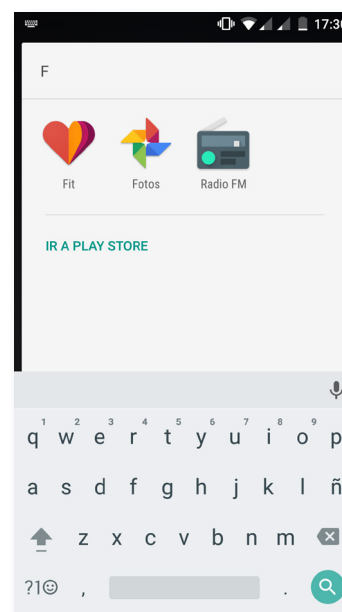 17:30
F
Fit Fotos Radio FM
IR A PLAY STORE
1 2 3 4 5 6 7 8 9
q w e r t y u i o p
a s d f g h j k l ñ
z x c v b n m
?1☺ , .